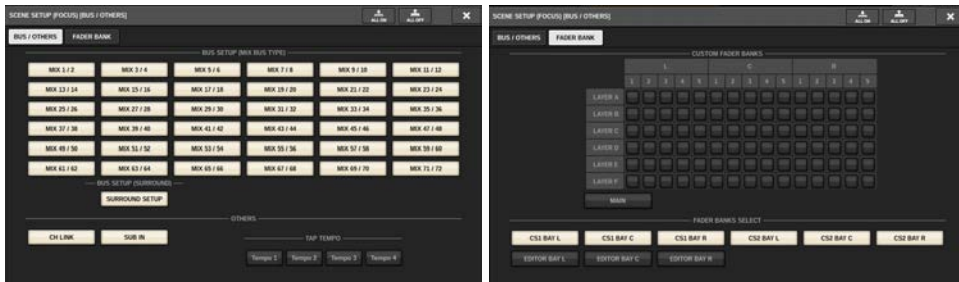 SCENE SETUP (FOCUS) [BUS / OTHERS]
ALL ON ALL OFF
BUS / OTHERS FADER BANK
BUS SETUP (MIX BUS TYPE)
MIX 1 / 2 MIX 3 / 4 MIX 5 / 6 MIX 7 / 8 MIX 9 / 10 MIX 11 / 12
MIX 13 / 14 MIX 15 / 16 MIX 17 / 18 MIX 19 / 20 MIX 21 / 22 MIX 23 / 24
MIX 25 / 26 MIX 27 / 28 MIX 29 / 30 MIX 31 / 32 MIX 33 / 34 MIX 35 / 36
MIX 37 / 38 MIX 39 / 40 MIX 41 / 42 MIX 43 / 44 MIX 45 / 46 MIX 47 / 48
MIX 49 / 50 MIX 51 / 52 MIX 53 / 54 MIX 55 / 56 MIX 57 / 58 MIX 59 / 60
MIX 61 / 62 MIX 63 / 64 MIX 65 / 66 MIX 67 / 68 MIX 69 / 70 MIX 71 / 72
BUS SETUP (SURROUND)
SURROUND SETUP
OTHERS
CH LINK SUB IN
TAP TEMPO
Tempo 1 Tempo 2 Tempo 3 Tempo 4
SCENE SETUP (FOCUS) [BUS / OTHERS]
ALL ON ALL OFF
BUS / OTHERS FADER BANK
CUSTOM FADER BANKS
L C R
1 2 3 4 5 1 2 3 4 5 1 2 3 4 5
LAYER A
LAYER B
LAYER C
LAYER D
LAYER E
LAYER F
MAIN
FADER BANKS SELECT
CS1 BAY L CS1 BAY C CS1 BAY R CS2 BAY L CS2 BAY C CS2 BAY R
EDITOR BAY L EDITOR BAY C EDITOR BAY R